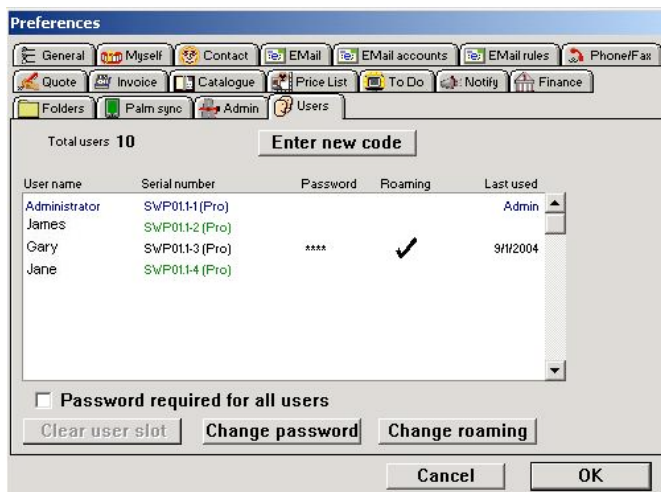 Preferences
General Myself Contact EMail EMail accounts EMail rules Phone/Fax
Quote Invoice Catalogue Price List To Do Notify Finance
Folders Palm sync Admin Users
Total users 10 Enter new code
User name Serial number Password Roaming Last used
Administrator SWP01.1-1 (Pro) Admin
James SWP01.1-2 (Pro)
Gary SWP01.1-3 (Pro) **** 9/1/2004
Jane SWP01.1-4 (Pro)
Password required for all users
Clear user slot Change password Change roaming
Cancel OK